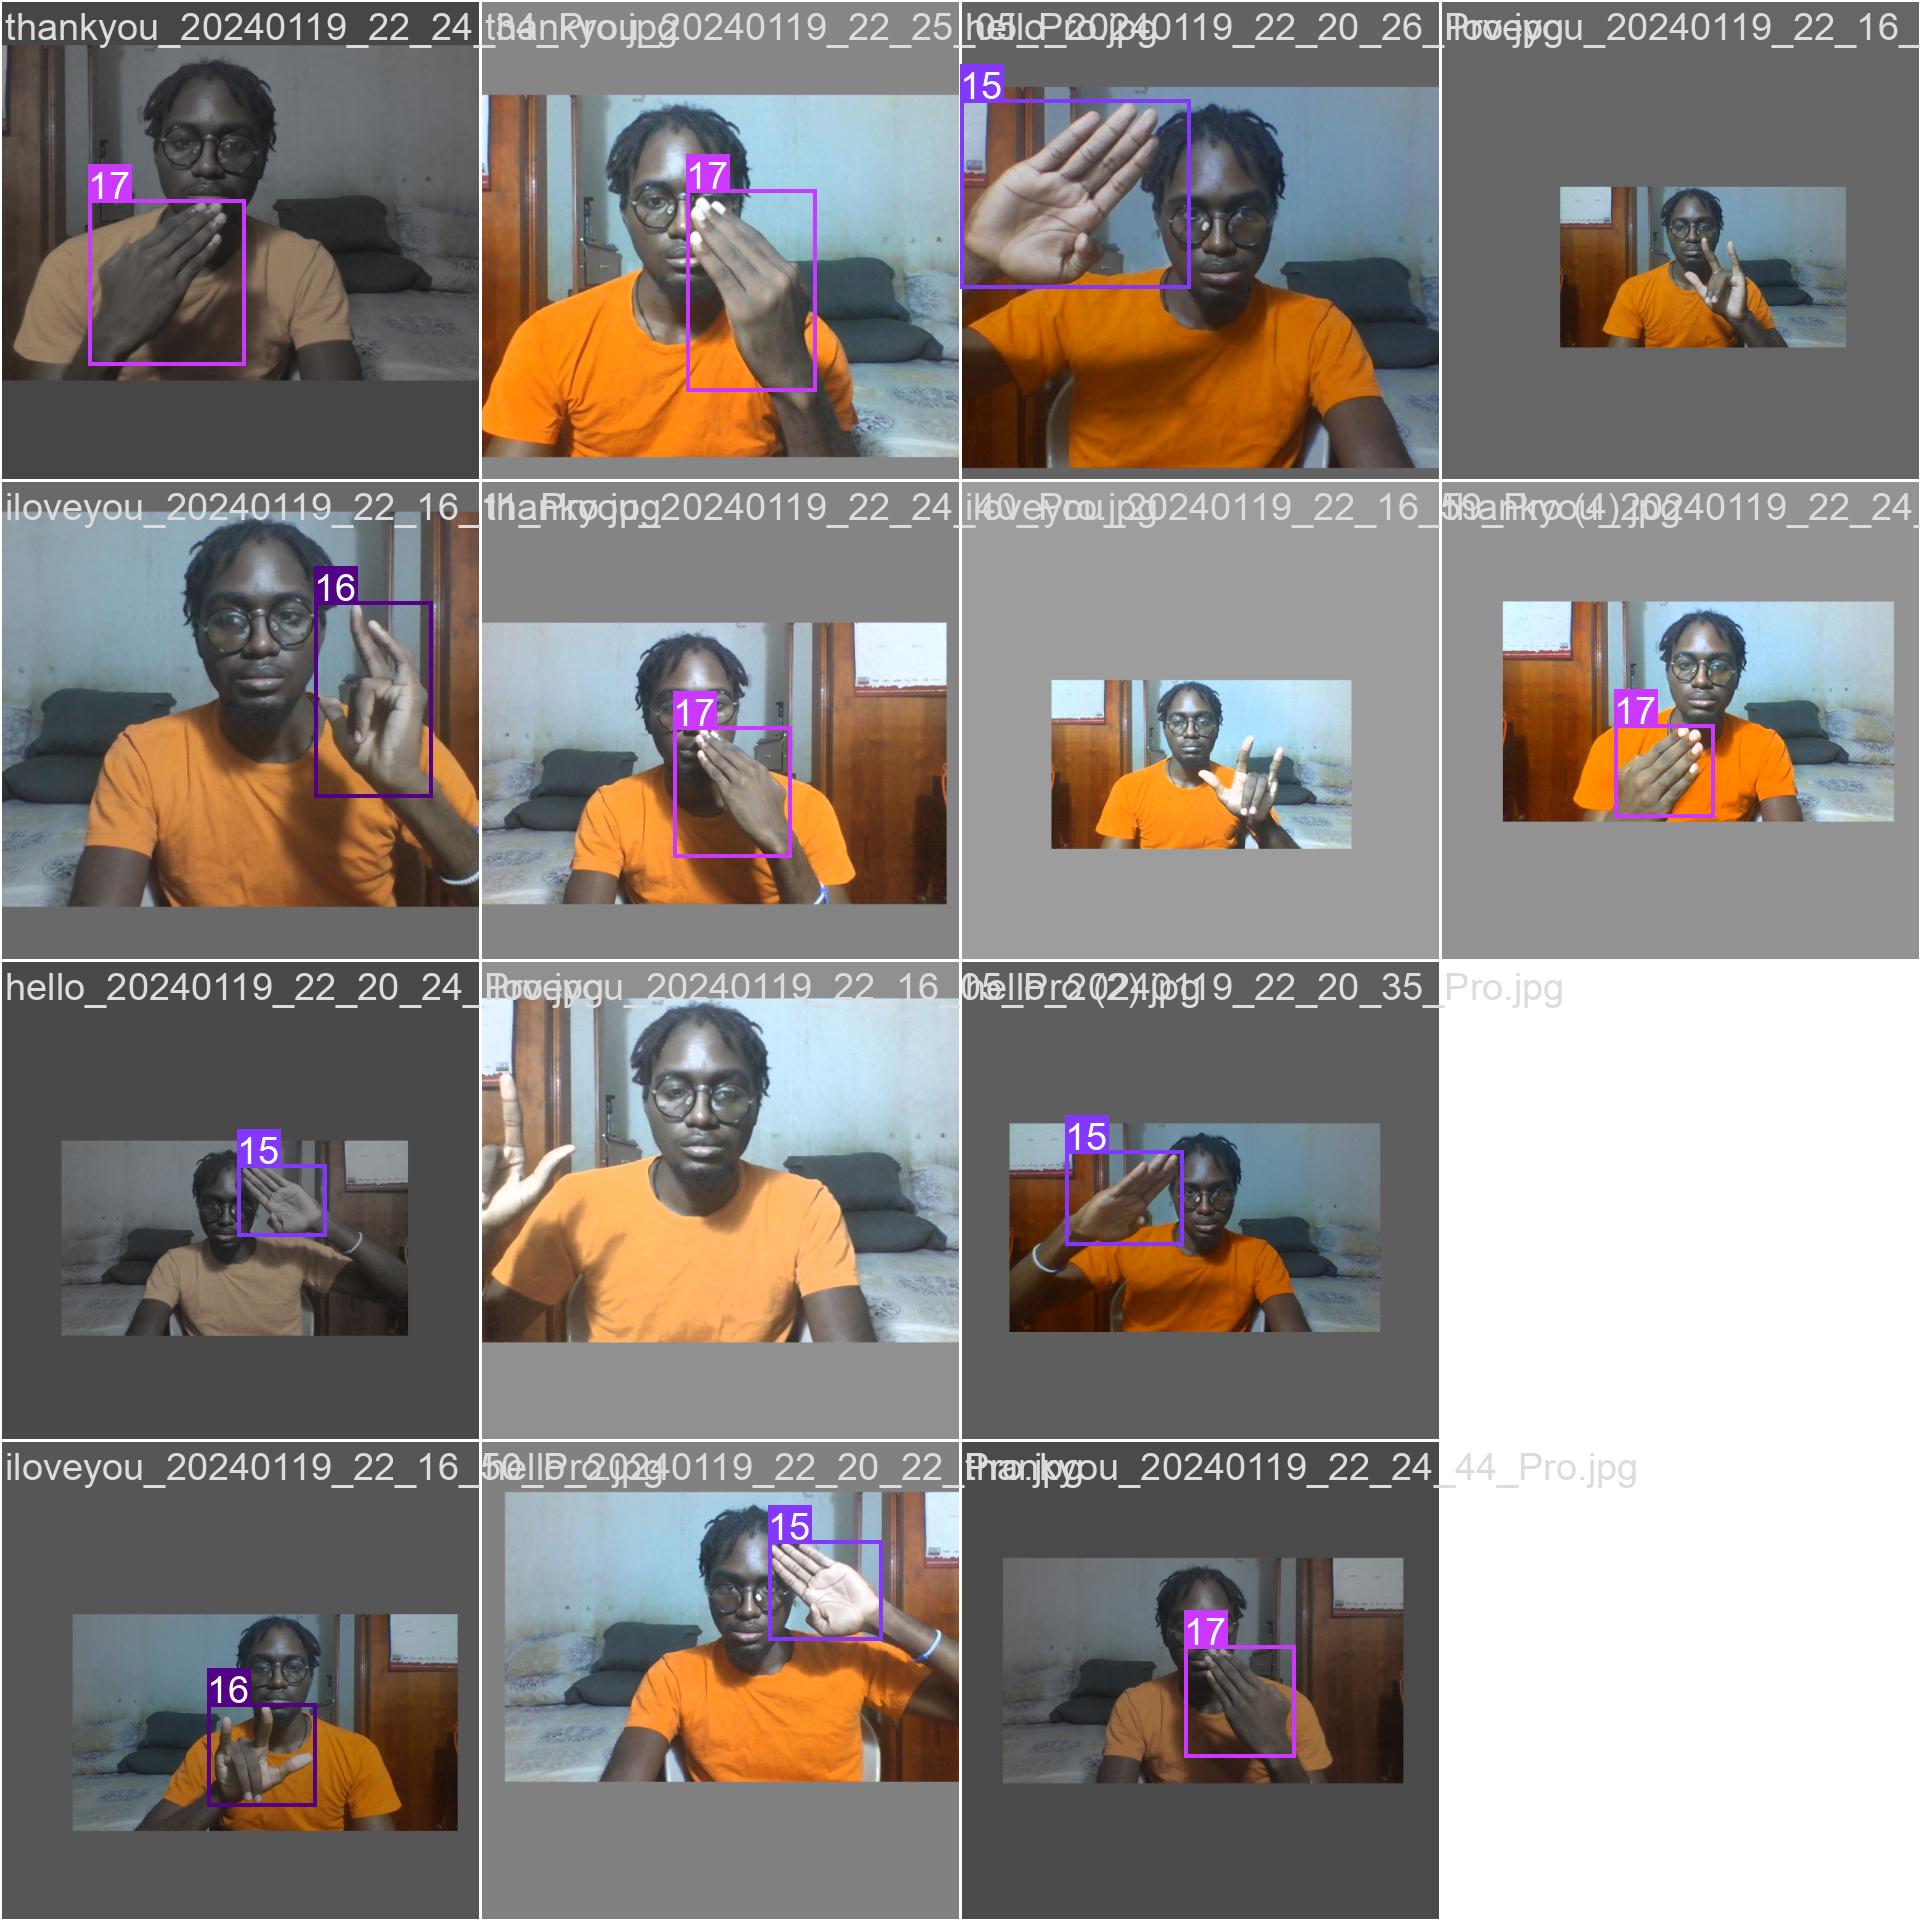 thankyou_20240119_22_24_34_Pro.jpg
thankyou_20240119_22_25_05_Pro.jpg
hello_20240119_22_20_26_Pro.jpg
iloveyou_20240119_22_16_
17
17
15
iloveyou_20240119_22_16_11_Pro.jpg
thankyou_20240119_22_24_40_Pro.jpg
iloveyou_20240119_22_16_59_Pro (4).jpg
thankyou_20240119_22_24_
16
17
17
hello_20240119_22_20_24_Pro.jpg
iloveyou_20240119_22_16_05_Pro (2).jpg
hello_20240119_22_20_35_Pro.jpg
15
15
iloveyou_20240119_22_16_50_Pro.jpg
hello_20240119_22_20_22_Pro.jpg
thankyou_20240119_22_24_44_Pro.jpg
16
15
17